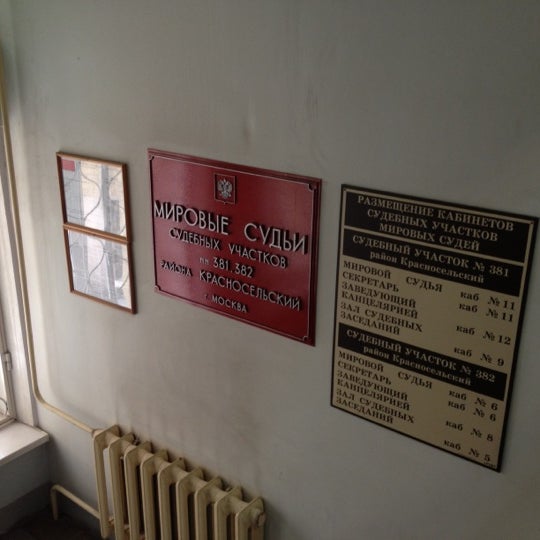 МИРОВЫЕ СУДЬИ
СУДЕБНЫХ УЧАСТКОВ
№№ 381, 382
РАЙОНА КРАСНОСЕЛЬСКИЙ
г. МОСКВА
РАЗМЕЩЕНИЕ КАБИНЕТОВ
СУДЕБНЫХ УЧАСТКОВ
МИРОВЫХ СУДЕЙ
СУДЕБНЫЙ УЧАСТОК № 381
район Красносельский
МИРОВОЙ СУДЬЯ каб № 11
СЕКРЕТАРЬ каб № 11
ЗАВЕДУЮЩИЙ
КАНЦЕЛЯРИЕЙ каб № 12
ЗАЛ СУДЕБНЫХ
ЗАСЕДАНИЙ каб № 9
СУДЕБНЫЙ УЧАСТОК № 382
район Красносельский
МИРОВОЙ СУДЬЯ каб № 6
СЕКРЕТАРЬ каб № 6
ЗАВЕДУЮЩИЙ
КАНЦЕЛЯРИЕЙ каб № 8
ЗАЛ СУДЕБНЫХ
ЗАСЕДАНИЙ каб № 5